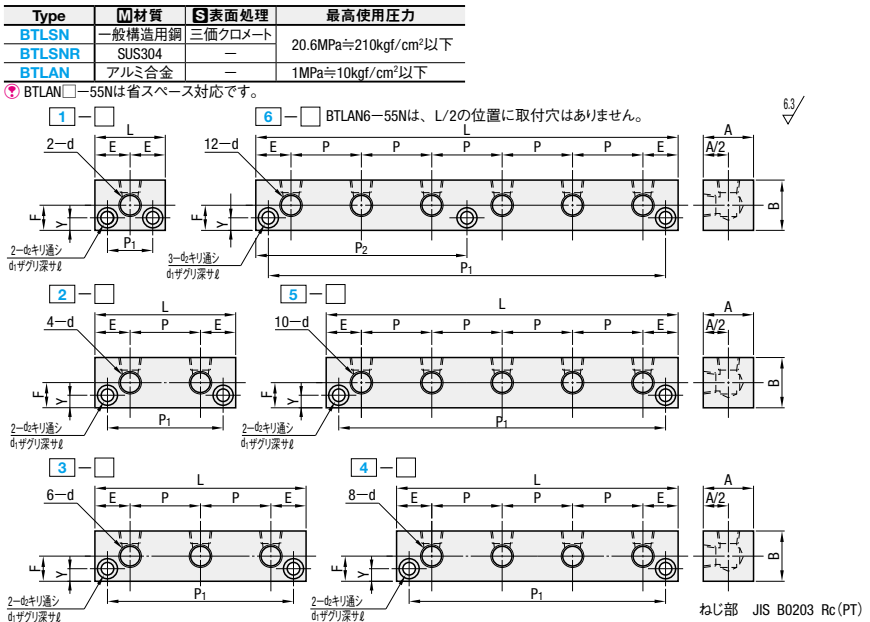 Type M材質 S表面処理 最高使用圧力
BTLSN 一般構造用鋼 三価クロメート 20.6MPa≒210kgf/cm²以下
BTLSNR SUS304 −
BTLAN アルミ合金 − 1MPa≒10kgf/cm²以下
BTLAN□−55Nは省スペース対応です。
1−□
6−□ BTLAN6−55Nは、L/2の位置に取付穴はありません。
6.3
L
L
A
E E
E P P P P P E
A/2
2−d
12−d
F
Y
F
Y
B
P1
P2
P1
2−d2キリ通シ
d1ザグリ深サℓ
3−d2キリ通シ
d1ザグリ深サℓ
2−□
5−□
L
L
A
E P E
E P P P P E
A/2
4−d
10−d
F
Y
F
Y
B
P1
P1
2−d2キリ通シ
d1ザグリ深サℓ
2−d2キリ通シ
d1ザグリ深サℓ
3−□
4−□
L
L
A
E P P E
E P P P E
A/2
6−d
8−d
F
Y
F
Y
B
P1
P1
2−d2キリ通シ
d1ザグリ深サℓ
2−d2キリ通シ
d1ザグリ深サℓ
ねじ部 JIS B0203 Rc(PT)